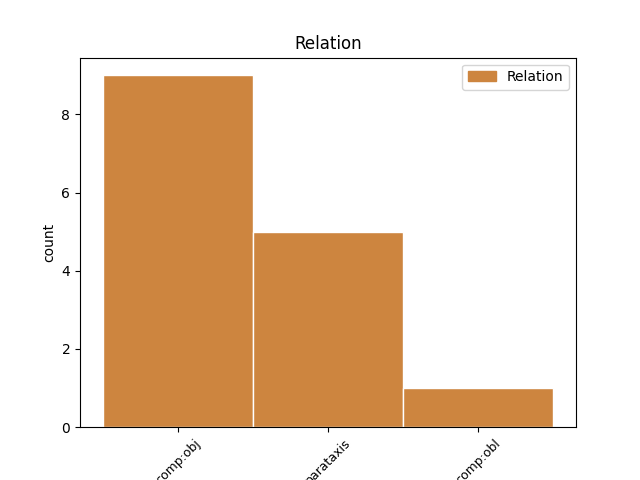 Relation
Relation
count
8
6
4
2
0
comp:obj
parataxis
comp:obl